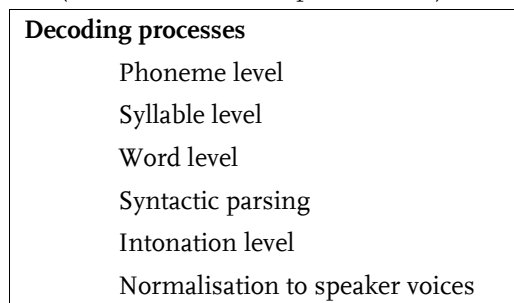 Decoding processes
Phoneme level
Syllable level
Word level
Syntactic parsing
Intonation level
Normalisation to speaker voices